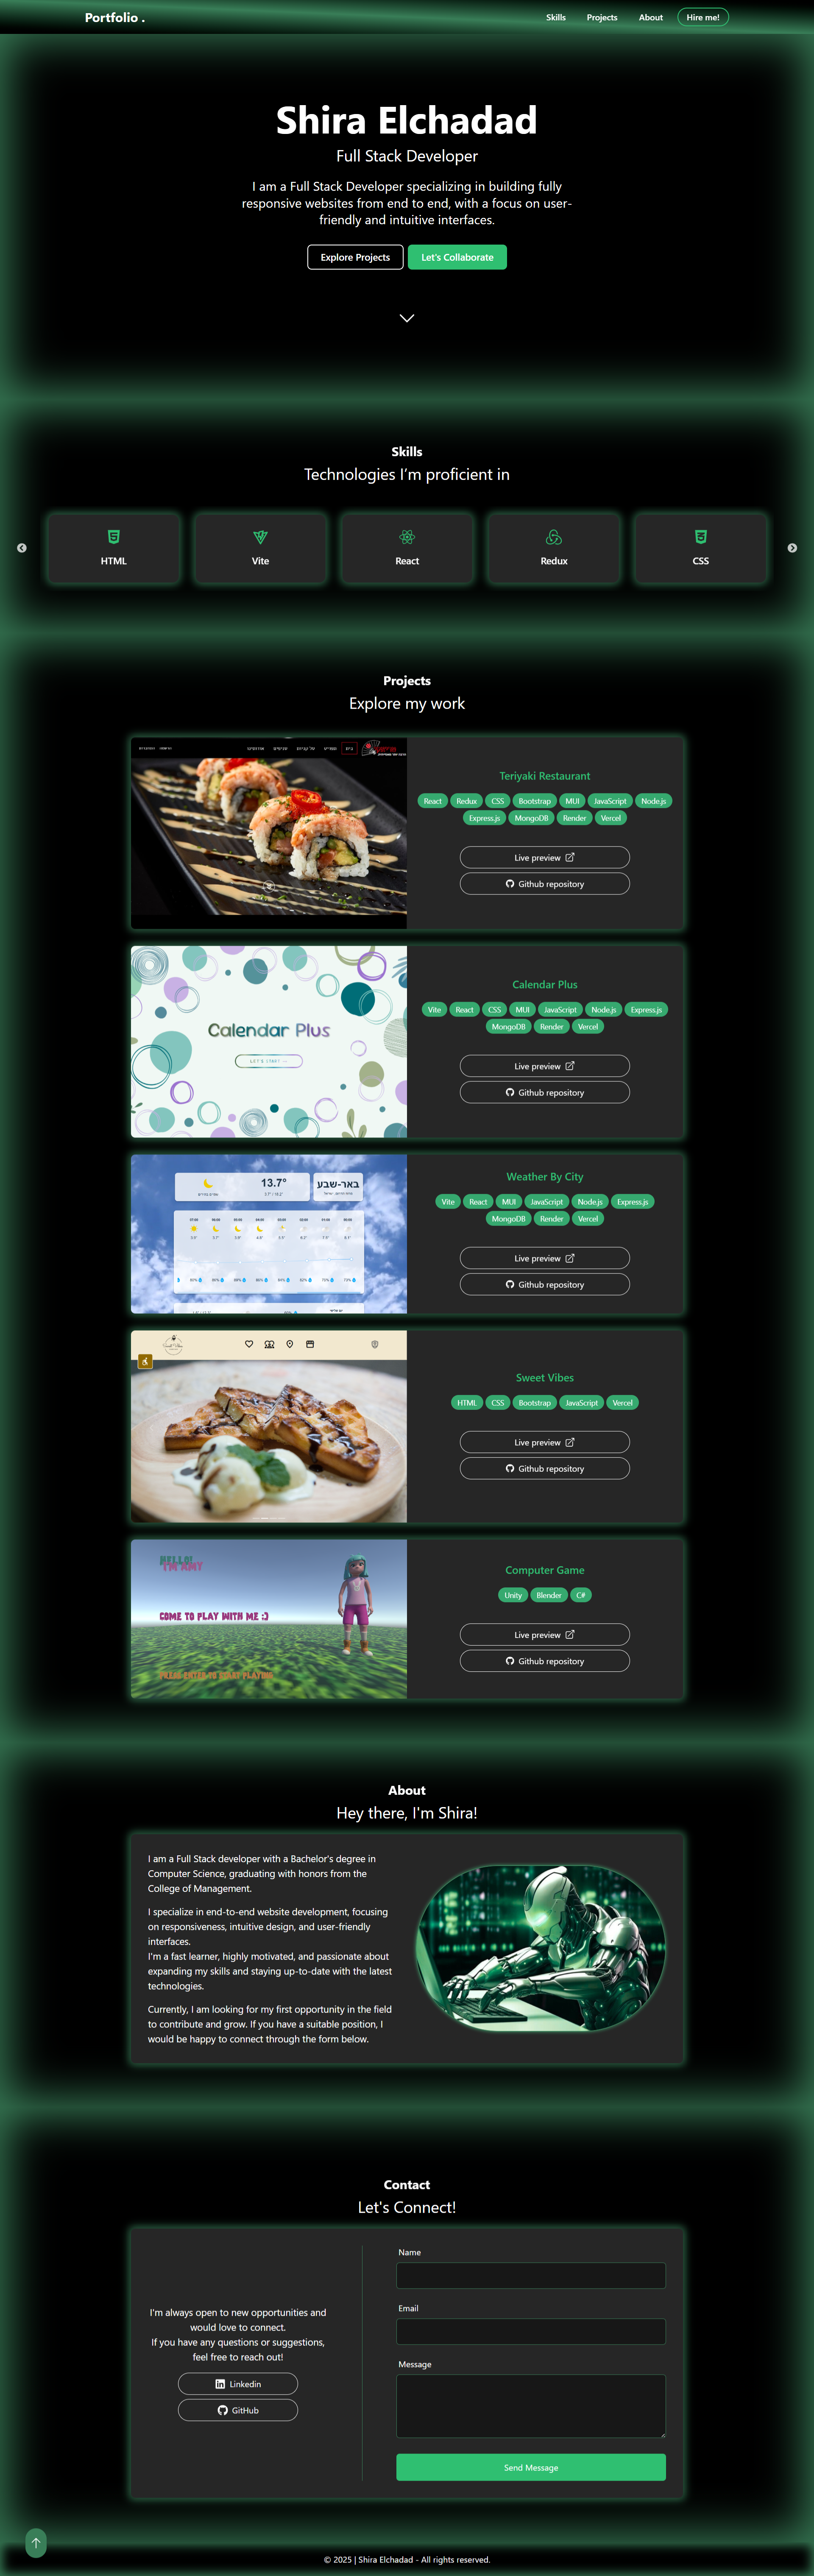 Portfolio .
Skills
Projects
About
Hire me!
Shira Elchadad
Full Stack Developer
I am a Full Stack Developer specializing in building fully
responsive websites from end to end, with a focus on user-
friendly and intuitive interfaces.
Explore Projects
Let's Collaborate
Skills
Technologies I’m proficient in
HTML
Vite
React
Redux
CSS
Projects
Explore my work
Teriyaki Restaurant
React Redux CSS Bootstrap MUI JavaScript Node.js
Express.js MongoDB Render Vercel
Live preview
Github repository
Calendar Plus
LET'S START
Calendar Plus
Vite React CSS MUI JavaScript Node.js Express.js
MongoDB Render Vercel
Live preview
Github repository
13.7°
באר-שבע
Weather By City
Vite React MUI JavaScript Node.js Express.js
MongoDB Render Vercel
Live preview
Github repository
Sweet Vibes
HTML CSS Bootstrap JavaScript Vercel
Live preview
Github repository
HELLO!
I'M AMY
COME TO PLAY WITH ME :)
PRESS ENTER TO START PLAYING
Computer Game
Unity Blender C#
Live preview
Github repository
About
Hey there, I'm Shira!
I am a Full Stack developer with a Bachelor's degree in
Computer Science, graduating with honors from the
College of Management.
I specialize in end-to-end website development, focusing
on responsiveness, intuitive design, and user-friendly
interfaces.
I'm a fast learner, highly motivated, and passionate about
expanding my skills and staying up-to-date with the latest
technologies.
Currently, I am looking for my first opportunity in the field
to contribute and grow. If you have a suitable position, I
would be happy to connect through the form below.
Contact
Let's Connect!
I'm always open to new opportunities and
would love to connect.
If you have any questions or suggestions,
feel free to reach out!
Linkedin
GitHub
Name
Email
Message
Send Message
© 2025 | Shira Elchadad - All rights reserved.